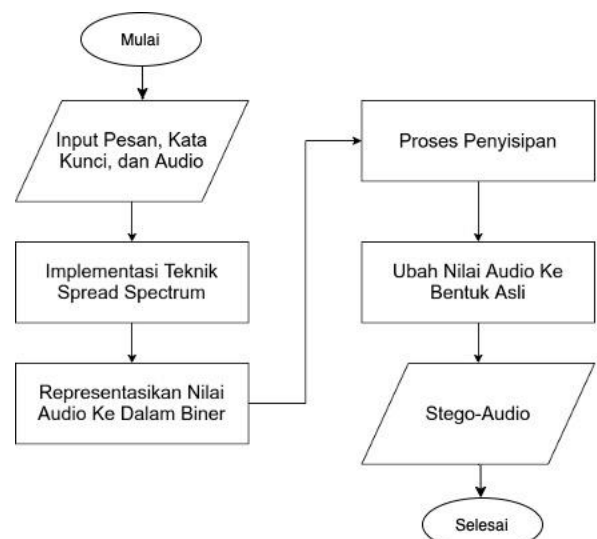 Mulai
Input Pesan, Kata
Kunci, dan Audio
Implementasi Teknik
Spread Spectrum
Representasikan Nilai
Audio Ke Dalam Biner
Proses Penyisipan
Ubah Nilai Audio Ke
Bentuk Asli
Stego-Audio
Selesai